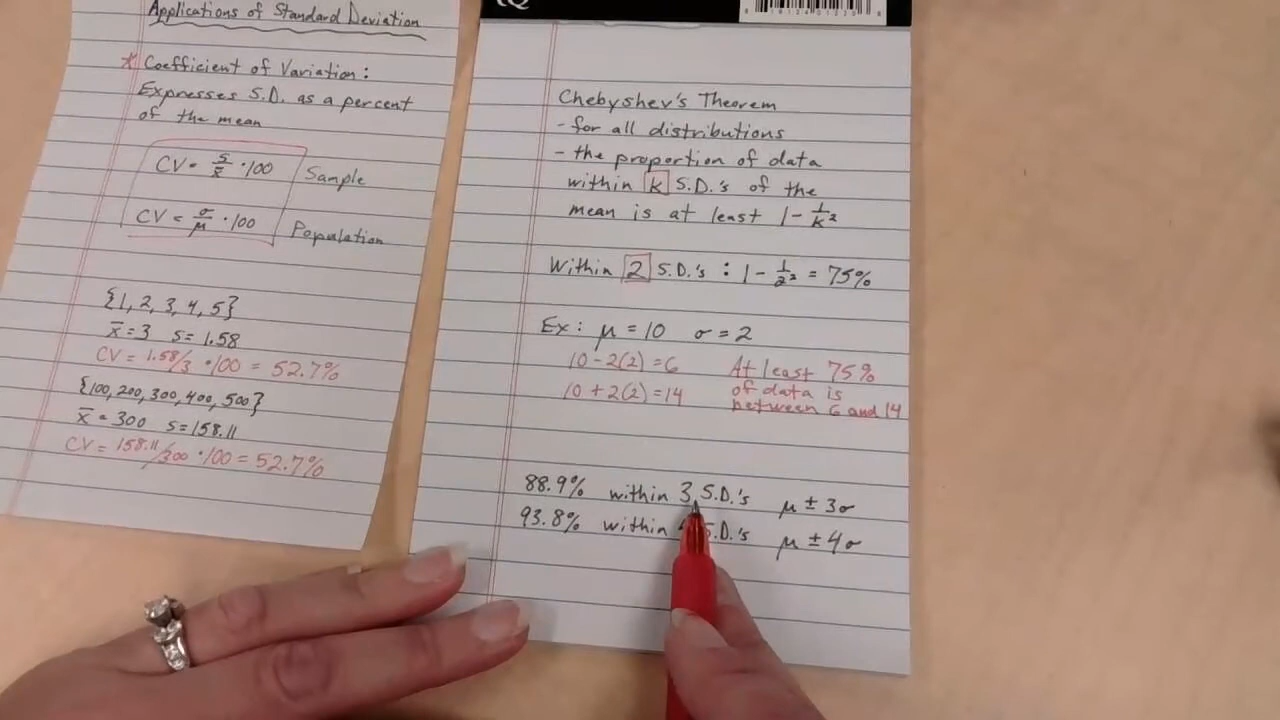 Applications of Standard Deviation
* Coefficient of Variation:
Expresses S.D. as a percent
of the mean
CV = s/x̄ · 100 Sample
CV = σ/μ · 100 Population
{1, 2, 3, 4, 5}
x̄ = 3 s = 1.58
CV = 1.58/3 · 100 = 52.7%
{100, 200, 300, 400, 500}
x̄ = 300 s = 158.11
CV = 158.11/300 · 100 = 52.7%
Chebyshev's Theorem
- for all distributions
- the proportion of data
within k S.D.'s of the
mean is at least 1 - 1/k²
Within 2 S.D.'s : 1 - 1/2² = 75%
Ex: μ = 10 σ = 2
10 - 2(2) = 6 At least 75%
10 + 2(2) = 14 of data is
between 6 and 14
88.9% within 3 S.D.'s μ ± 3σ
93.8% within S.D.'s μ ± 4σ